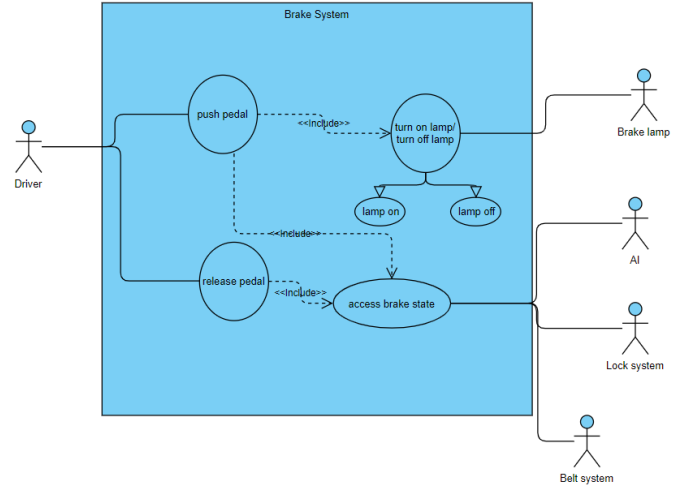 Brake System
push pedal
<<Include>>
turn on lamp/
turn off lamp
Brake lamp
Driver
lamp on
lamp off
<<Include>>
AI
release pedal
<<Include>>
access brake state
Lock system
Belt system